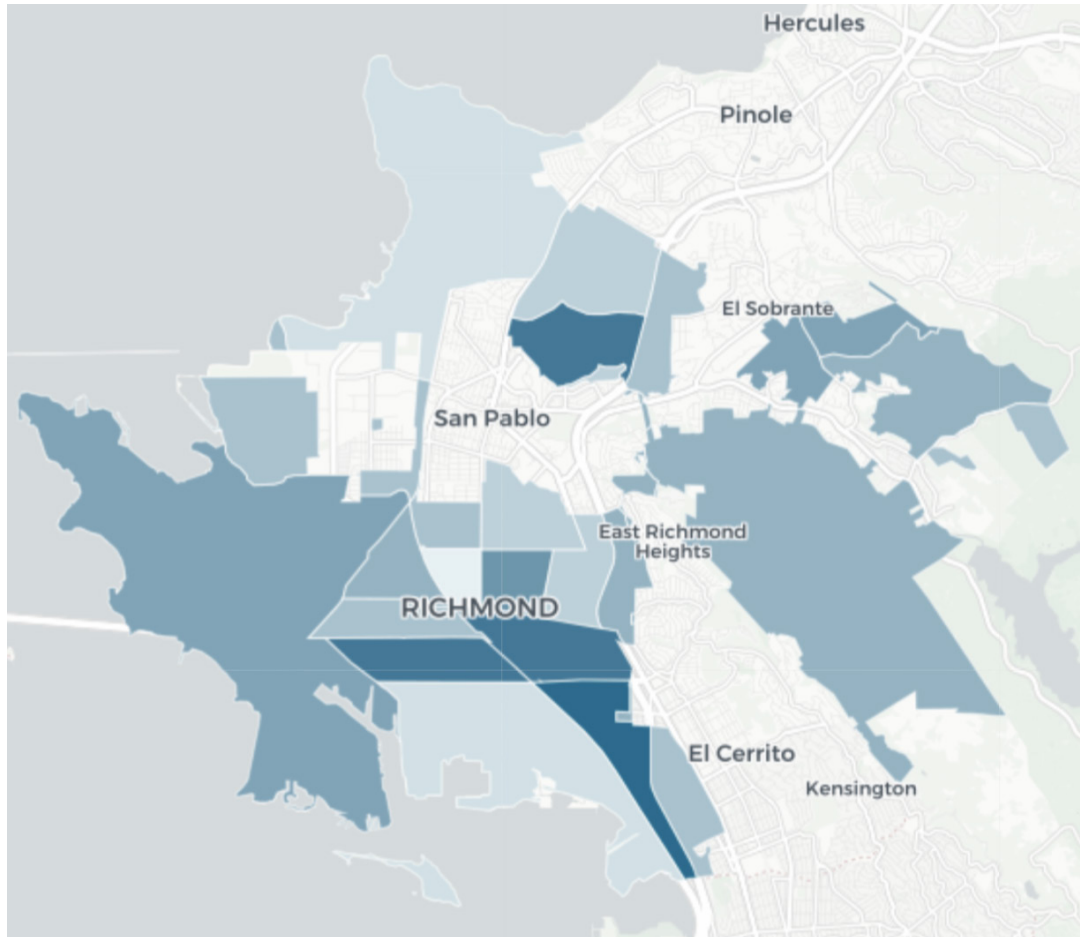 Hercules
Pinole
El Sobrante
San Pablo
East Richmond
Heights
RICHMOND
El Cerrito
Kensington